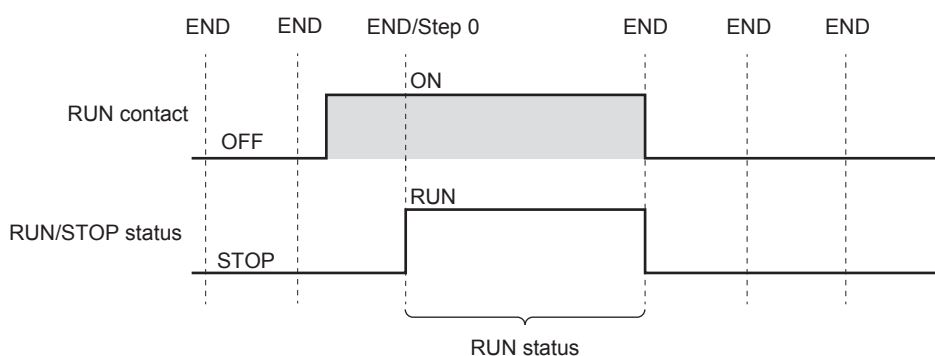 END END END/Step 0 END END END
ON
RUN contact
OFF
RUN
RUN/STOP status
STOP
RUN status